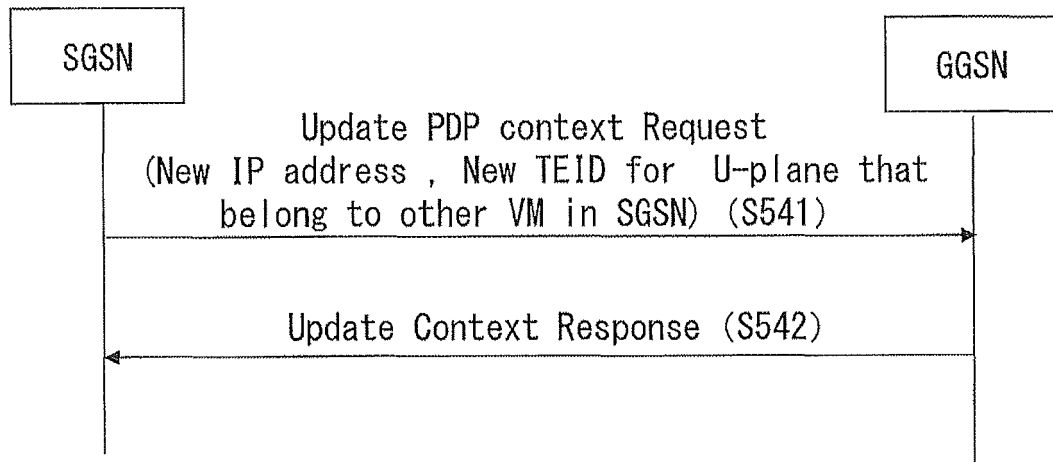 SGSN
GGSN
Update PDP context Request
(New IP address , New TEID for U-plane that
belong to other VM in SGSN) (S541)
Update Context Response (S542)